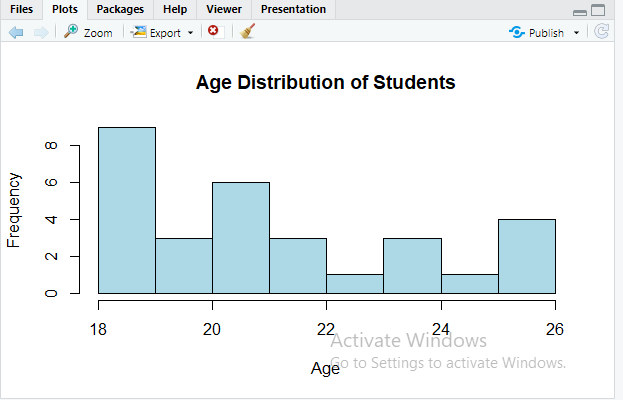 Files Plots Packages Help Viewer Presentation
Zoom Export Publish
Age Distribution of Students
Frequency
8
6
4
2
0
18 20 22 24 26
Age
Activate Windows
Go to Settings to activate Windows.